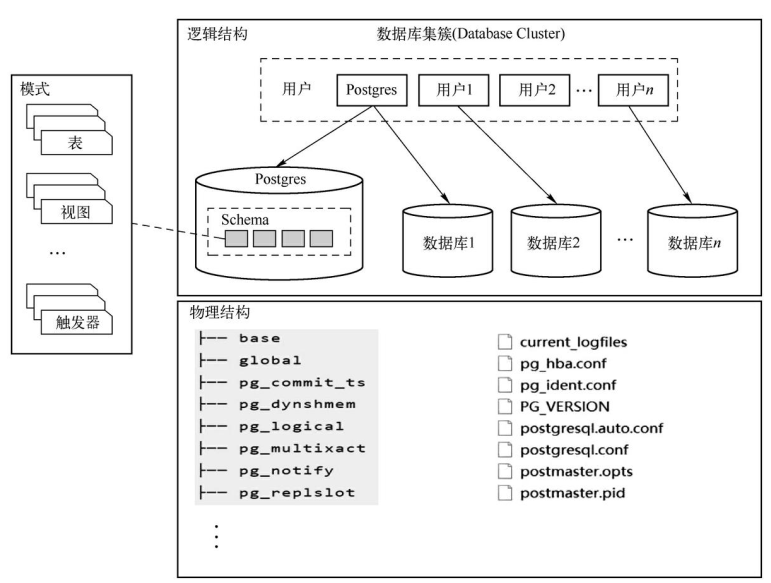 逻辑结构
数据库集簇(Database Cluster)
用户
Postgres
用户1
用户2
…
用户n
模式
表
视图
…
触发器
Postgres
Schema
数据库1
数据库2
…
数据库n
物理结构
├── base
├── global
├── pg_commit_ts
├── pg_dynshmem
├── pg_logical
├── pg_multixact
├── pg_notify
├── pg_replslot
⋮
current_logfiles
pg_hba.conf
pg_ident.conf
PG_VERSION
postgresql.auto.conf
postgresql.conf
postmaster.opts
postmaster.pid